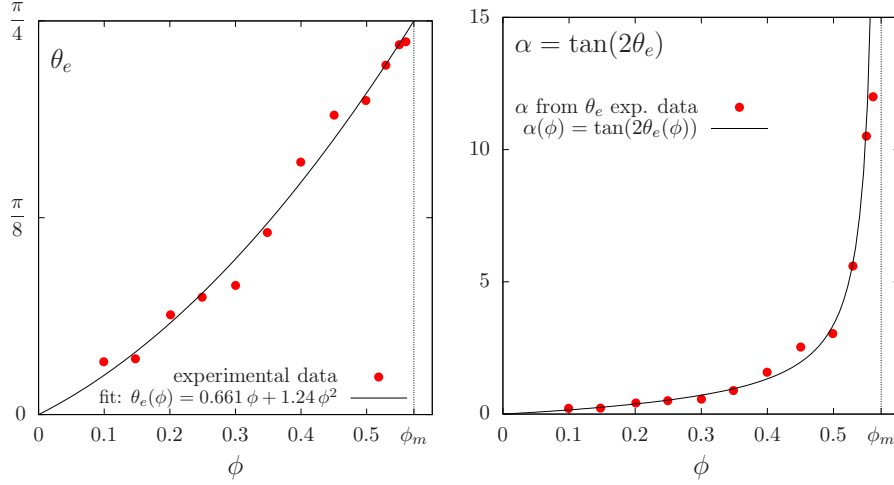 π/4
θ_e
π/8
experimental data
fit: θ_e(ϕ) = 0.661 ϕ + 1.24 ϕ²
0
0 0.1 0.2 0.3 0.4 0.5 ϕ_m
ϕ
15
α = tan(2θ_e)
α from θ_e exp. data
α(ϕ) = tan(2θ_e(ϕ))
10
5
0
0 0.1 0.2 0.3 0.4 0.5 ϕ_m
ϕ